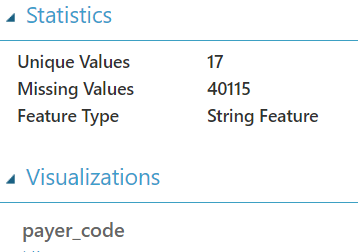 Statistics
Unique Values 17
Missing Values 40115
Feature Type String Feature
Visualizations
payer_code